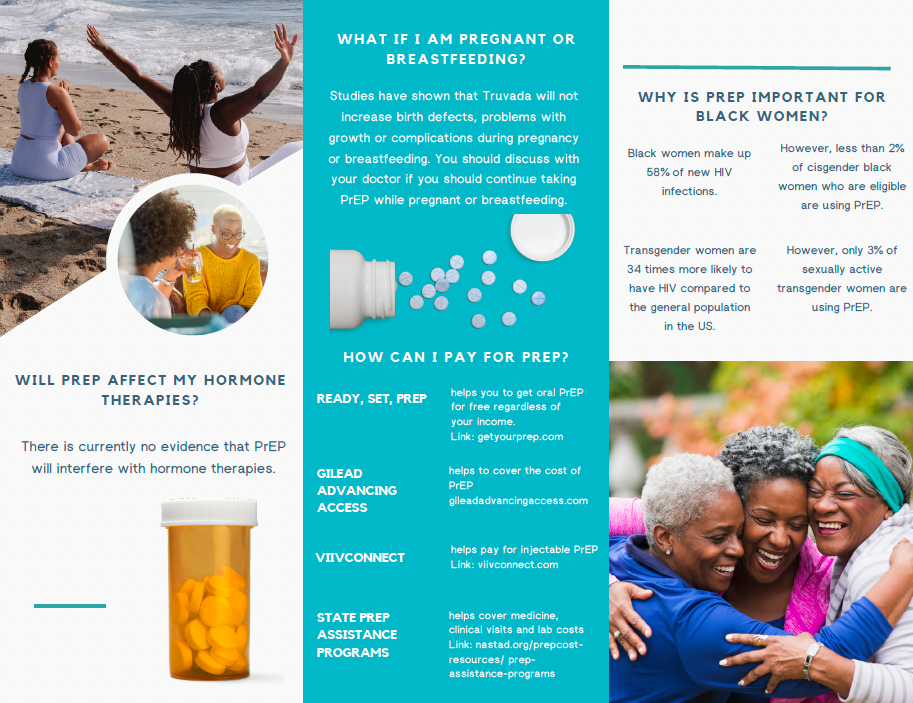 WILL PREP AFFECT MY HORMONE
THERAPIES?
There is currently no evidence that PrEP
will interfere with hormone therapies.
WHAT IF I AM PREGNANT OR
BREASTFEEDING?
Studies have shown that Truvada will not
increase birth defects, problems with
growth or complications during pregnancy
or breastfeeding. You should discuss with
your doctor if you should continue taking
PrEP while pregnant or breastfeeding.
HOW CAN I PAY FOR PREP?
READY, SET, PREP
helps you to get oral PrEP
for free regardless of
your income.
Link: getyourprep.com
GILEAD
ADVANCING
ACCESS
helps to cover the cost of
PrEP
gileadadvancingaccess.com
VIIVCONNECT
helps pay for injectable PrEP
Link: viivconnect.com
STATE PREP
ASSISTANCE
PROGRAMS
helps cover medicine,
clinical visits and lab costs
Link: nastad.org/prepcost-
resources/ prep-
assistance-programs
WHY IS PREP IMPORTANT FOR
BLACK WOMEN?
Black women make up
58% of new HIV
infections.
However, less than 2%
of cisgender black
women who are eligible
are using PrEP.
Transgender women are
34 times more likely to
have HIV compared to
the general population
in the US.
However, only 3% of
sexually active
transgender women are
using PrEP.